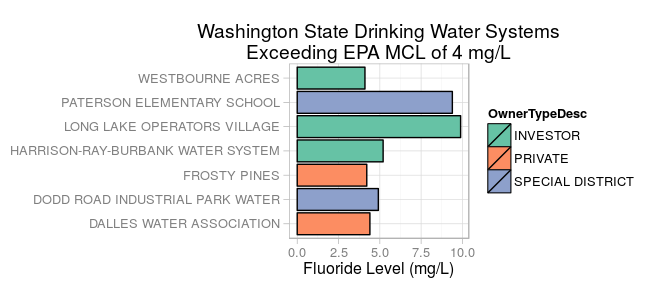 Washington State Drinking Water Systems
Exceeding EPA MCL of 4 mg/L
WESTBOURNE ACRES
PATERSON ELEMENTARY SCHOOL
LONG LAKE OPERATORS VILLAGE
HARRISON-RAY-BURBANK WATER SYSTEM
FROSTY PINES
DODD ROAD INDUSTRIAL PARK WATER
DALLES WATER ASSOCIATION
0.0 2.5 5.0 7.5 10.0
Fluoride Level (mg/L)
OwnerTypeDesc
INVESTOR
PRIVATE
SPECIAL DISTRICT